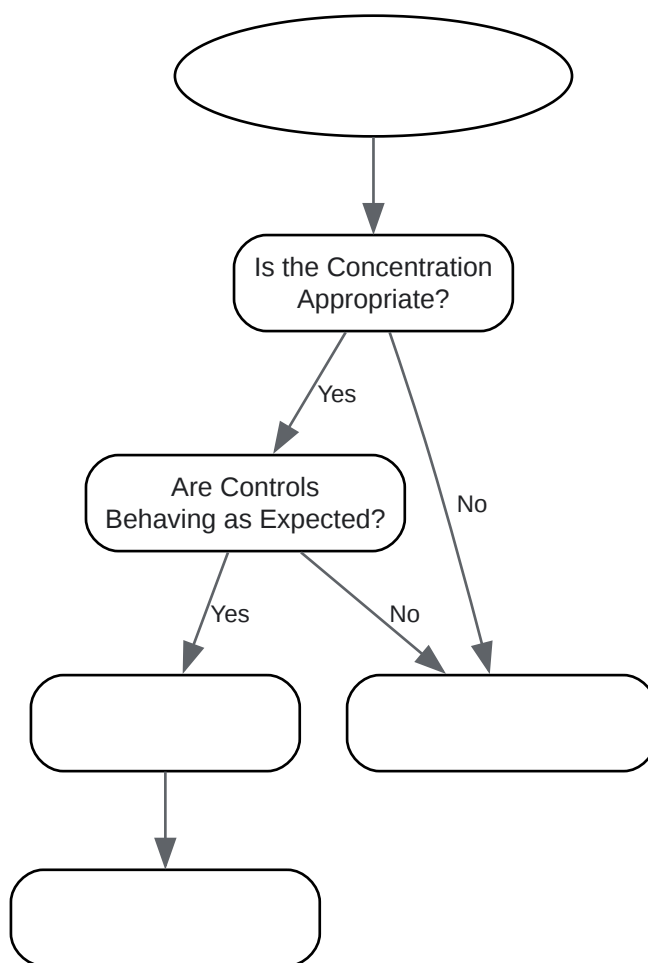 Is the Concentration
Appropriate?
Yes
Are Controls
Behaving as Expected?
No
Yes
No